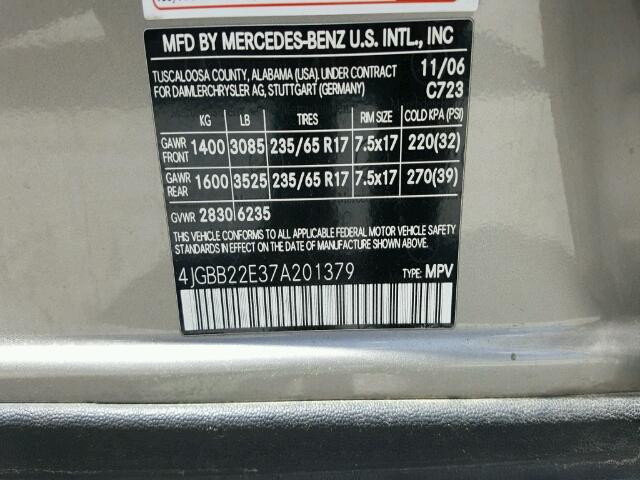 MFD BY MERCEDES-BENZ U.S. INTL., INC
TUSCALOOSA COUNTY, ALABAMA (USA). UNDER CONTRACT 11/06
FOR DAIMLERCHRYSLER AG, STUTTGART (GERMANY) C723
KG LB TIRES RIM SIZE COLD KPA (PSI)
GAWR FRONT 1400 3085 235/65 R17 7.5x17 220(32)
GAWR REAR 1600 3525 235/65 R17 7.5x17 270(39)
GVWR 2830 6235
THIS VEHICLE CONFORMS TO ALL APPLICABLE FEDERAL MOTOR VEHICLE SAFETY
STANDARDS IN EFFECT ON THE DATE OF MANUFACTURE SHOWN ABOVE.
4JGBB22E37A201379 TYPE: MPV